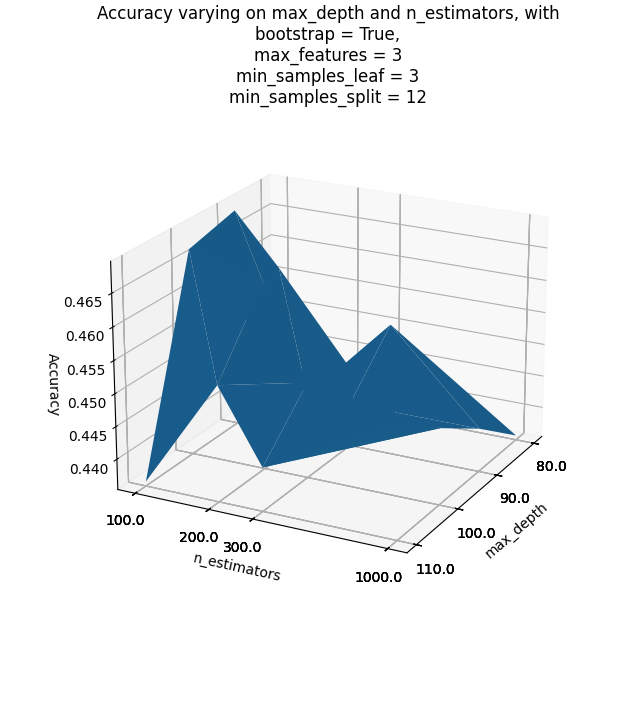 Accuracy varying on max_depth and n_estimators, with
bootstrap = True,
max_features = 3
min_samples_leaf = 3
min_samples_split = 12
0.465
0.460
0.455
0.450
0.445
0.440
Accuracy
100.0
200.0
300.0
1000.0
n_estimators
80.0
90.0
100.0
110.0
max_depth